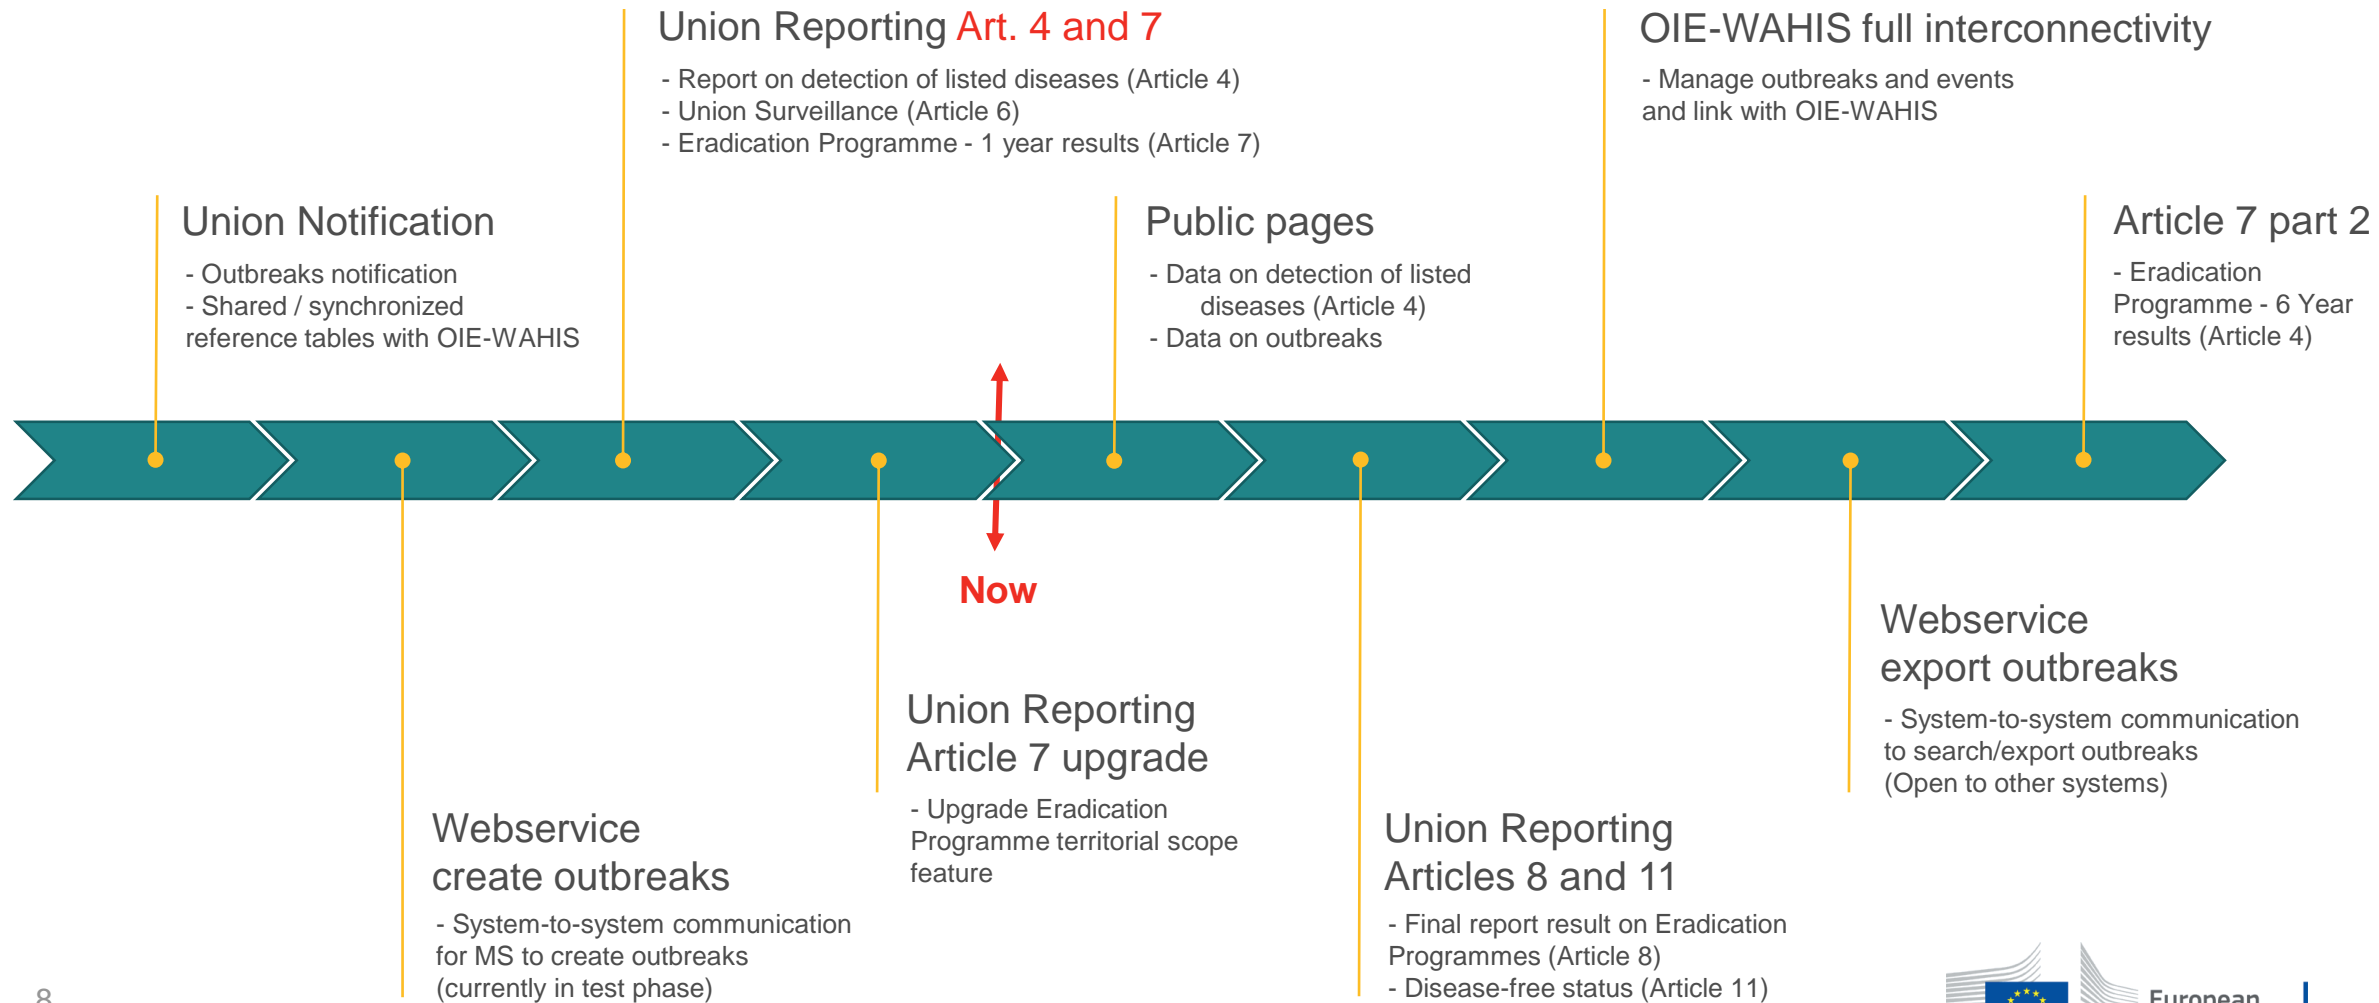 Union Reporting Art. 4 and 7
- Report on detection of listed diseases (Article 4)
- Union Surveillance (Article 6)
- Eradication Programme - 1 year results (Article 7)
OIE-WAHIS full interconnectivity
- Manage outbreaks and events
and link with OIE-WAHIS
Union Notification
- Outbreaks notification
- Shared / synchronized
reference tables with OIE-WAHIS
Public pages
- Data on detection of listed
diseases (Article 4)
- Data on outbreaks
Article 7 part 2
- Eradication
Programme - 6 Year
results (Article 4)
Now
Webservice
create outbreaks
- System-to-system communication
for MS to create outbreaks
(currently in test phase)
Union Reporting
Article 7 upgrade
- Upgrade Eradication
Programme territorial scope
feature
Union Reporting
Articles 8 and 11
- Final report result on Eradication
Programmes (Article 8)
- Disease-free status (Article 11)
Webservice
export outbreaks
- System-to-system communication
to search/export outbreaks
(Open to other systems)
8
European